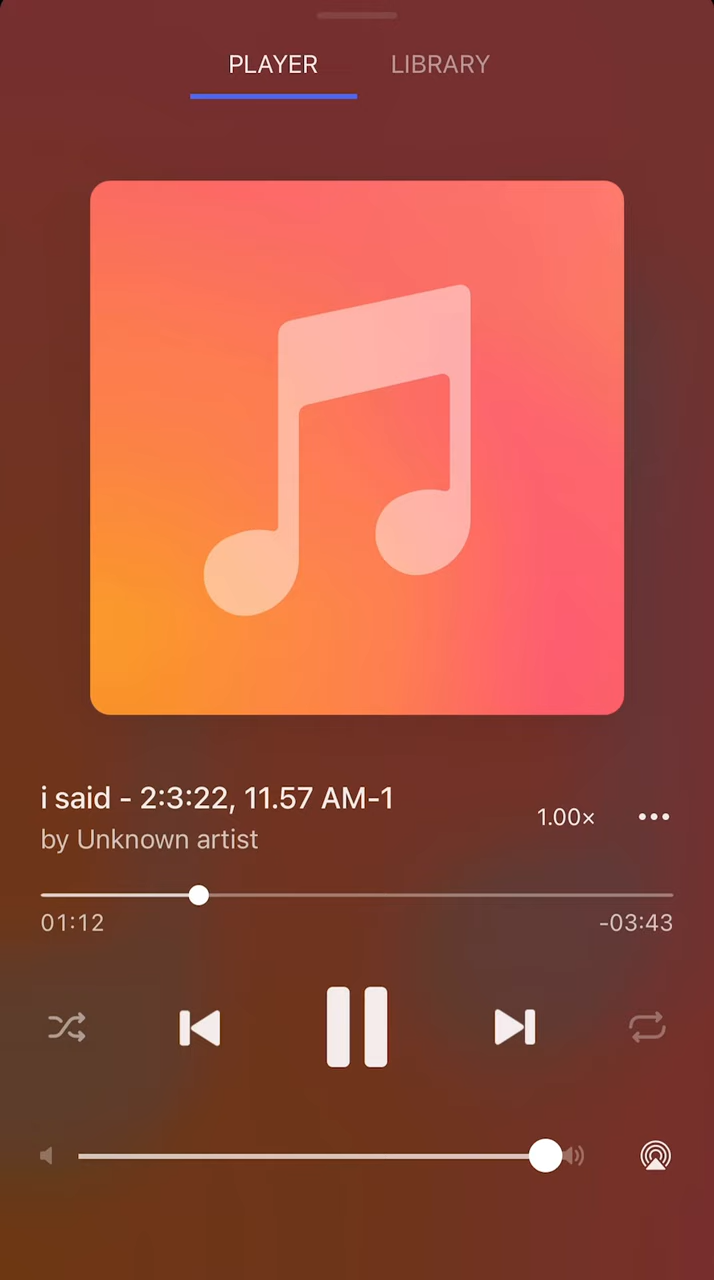 PLAYER LIBRARY
i said - 2:3:22, 11.57 AM-1
by Unknown artist
1.00×
01:12 -03:43